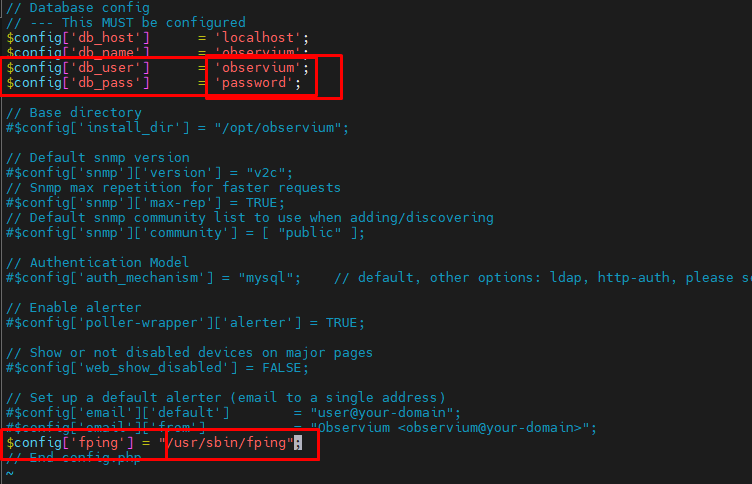 // Database config
// --- This MUST be configured
$config['db_host']      = 'localhost';
$config['db_name']      = 'observium';
$config['db_user']      = 'observium';
$config['db_pass']      = 'password';
// Base directory
#$config['install_dir'] = "/opt/observium";
// Default snmp version
#$config['snmp']['version'] = "v2c";
// Snmp max repetition for faster requests
#$config['snmp']['max-rep'] = TRUE;
// Default snmp community list to use when adding/discovering
#$config['snmp']['community'] = [ "public" ];
// Authentication Model
#$config['auth_mechanism'] = "mysql";    // default, other options: ldap, http-auth, please se
// Enable alerter
#$config['poller-wrapper']['alerter'] = TRUE;
// Show or not disabled devices on major pages
#$config['web_show_disabled'] = FALSE;
// Set up a default alerter (email to a single address)
#$config['email']['default']        = "user@your-domain";
#$config['email']['from']           = "Observium <observium@your-domain>";
$config['fping'] = "/usr/sbin/fping";
// End config.php
~